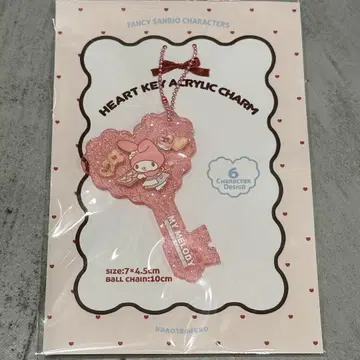 FANCY SANRIO CHARACTERS
HEART KEY ACRYLIC CHARM
6
CHARACTER
DESIGN
MY MELODY
SIZE:7×4.5cm
BALL CHAIN:10cm